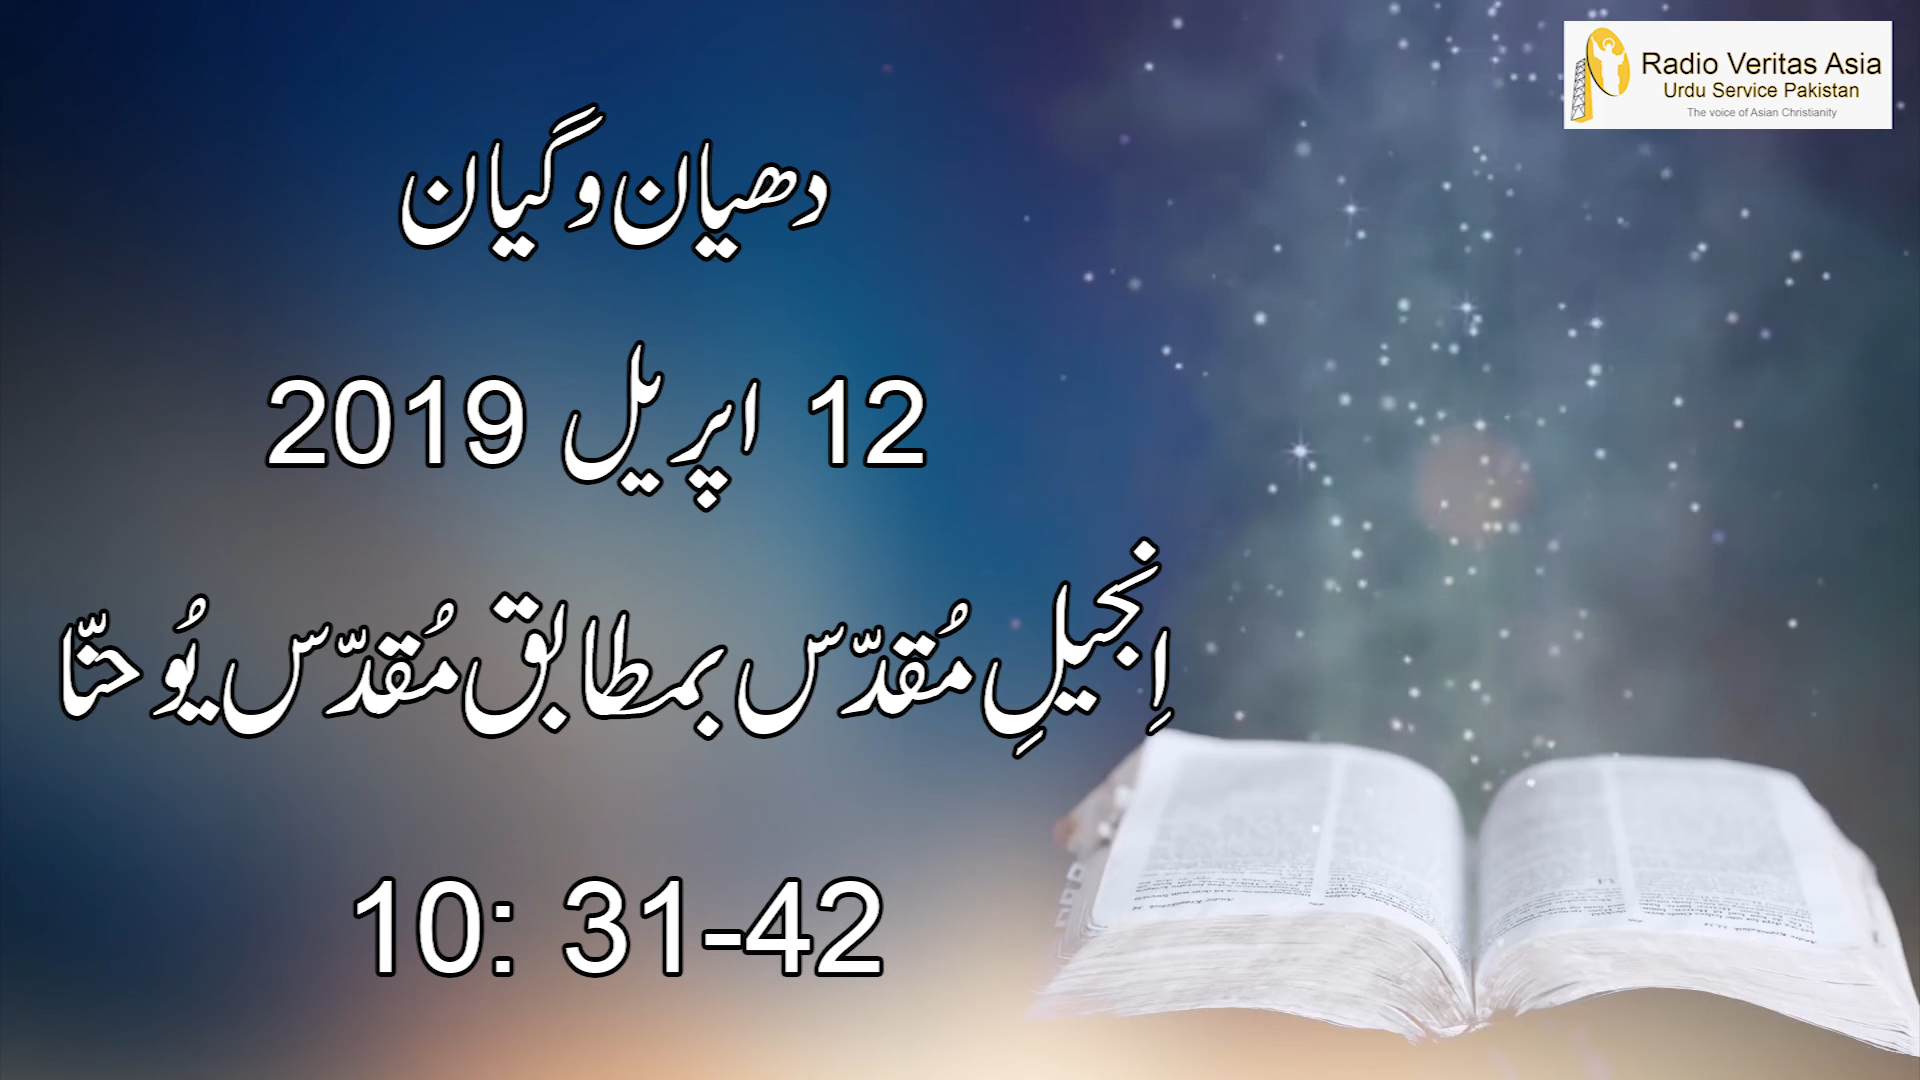 Radio Veritas Asia
Urdu Service Pakistan
The voice of Asian Christianity
دھیان و گیان
12 اپریل 2019
اِنجیلِ مُقدّس بمطابق مُقدّس یُوحنّا
10: 31-42